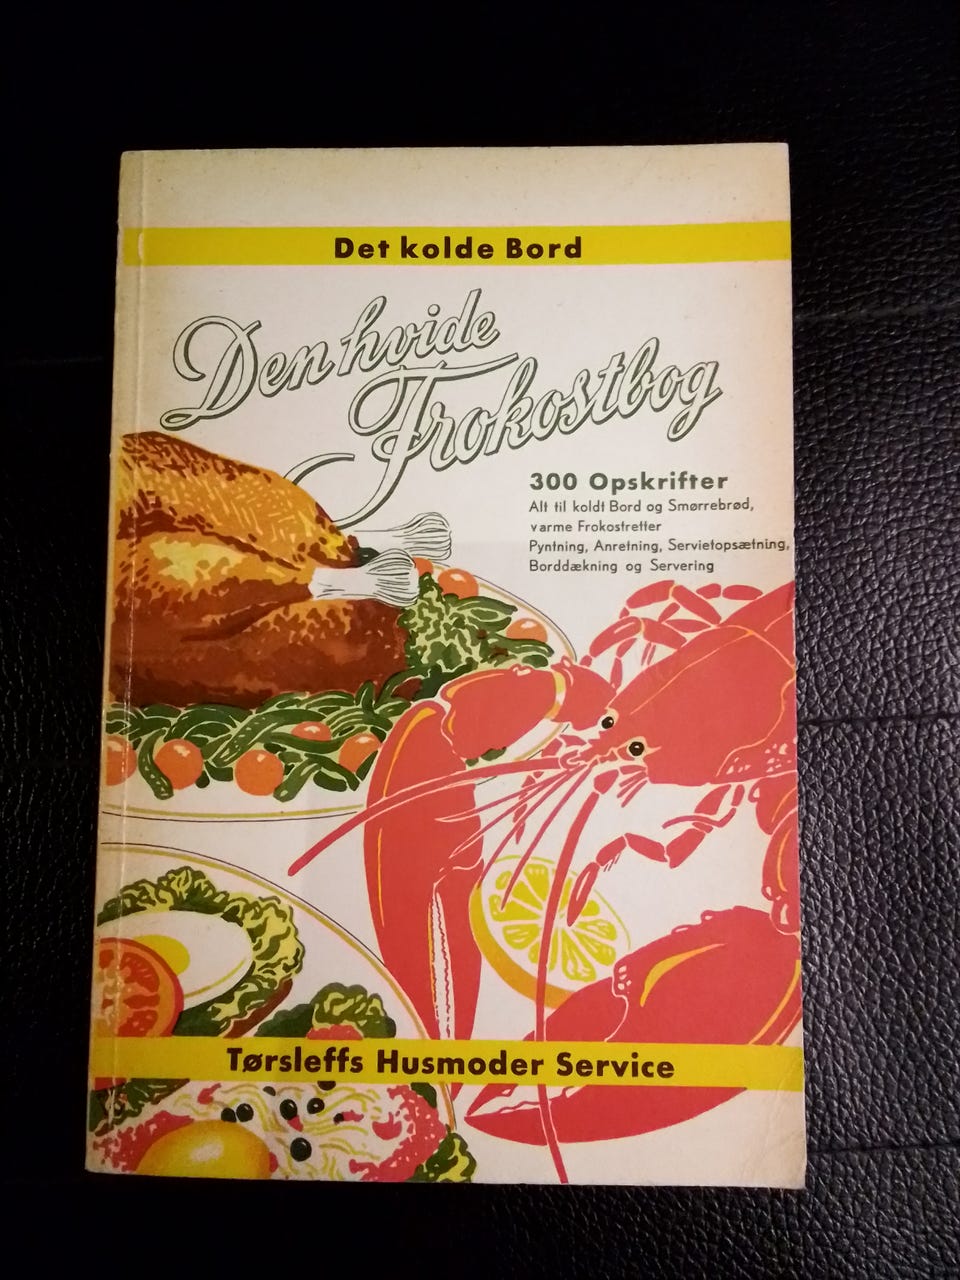 Det kolde Bord
Den hvide
Frokostbog
300 Opskrifter
Alt til koldt Bord og Smørrebrød,
varme Frokostretter
Pyntning, Anretning, Servietopsætning,
Borddækning og Servering
Tørsleffs Husmoder Service